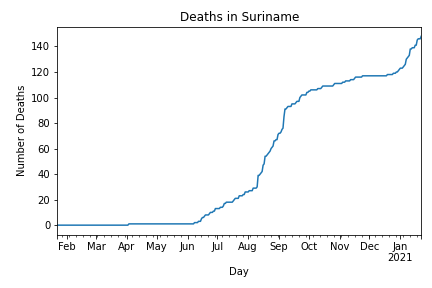 Deaths in Suriname
Number of Deaths
140
120
100
80
60
40
20
0
Feb Mar Apr May Jun Jul Aug Sep Oct Nov Dec Jan
2021
Day